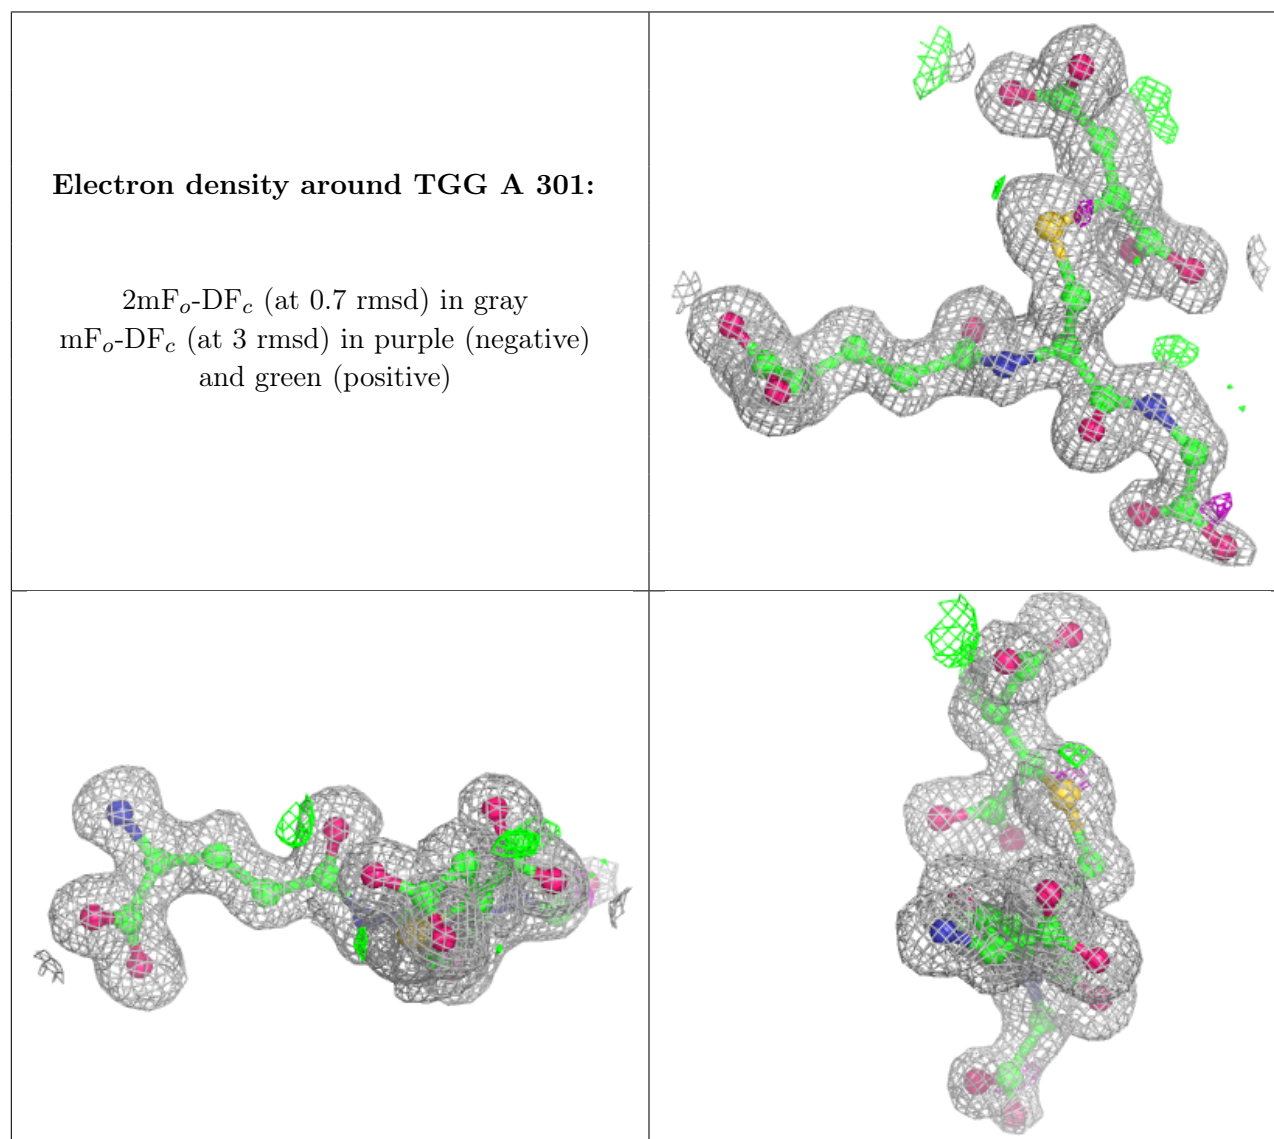 Electron density around TGG A 301:
2mFo-DFc (at 0.7 rmsd) in gray
mFo-DFc (at 3 rmsd) in purple (negative)
and green (positive)